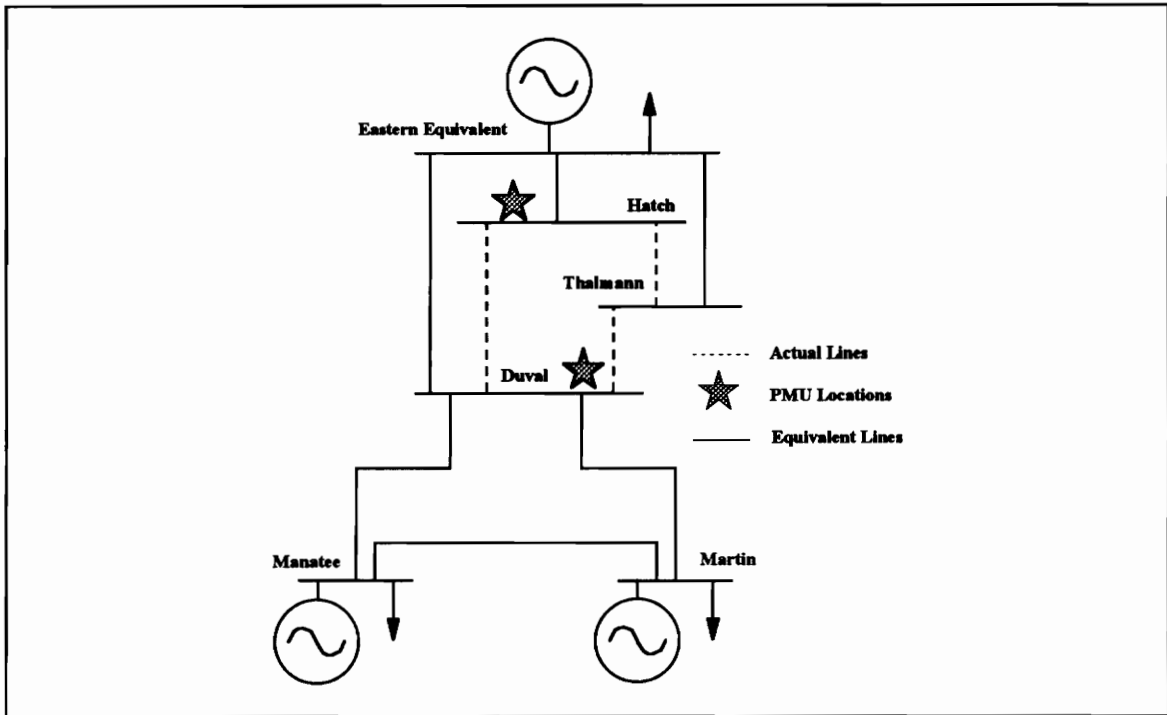 Eastern Equivalent
Hatch
Thalmann
Duval
Actual Lines
PMU Locations
Equivalent Lines
Manatee
Martin